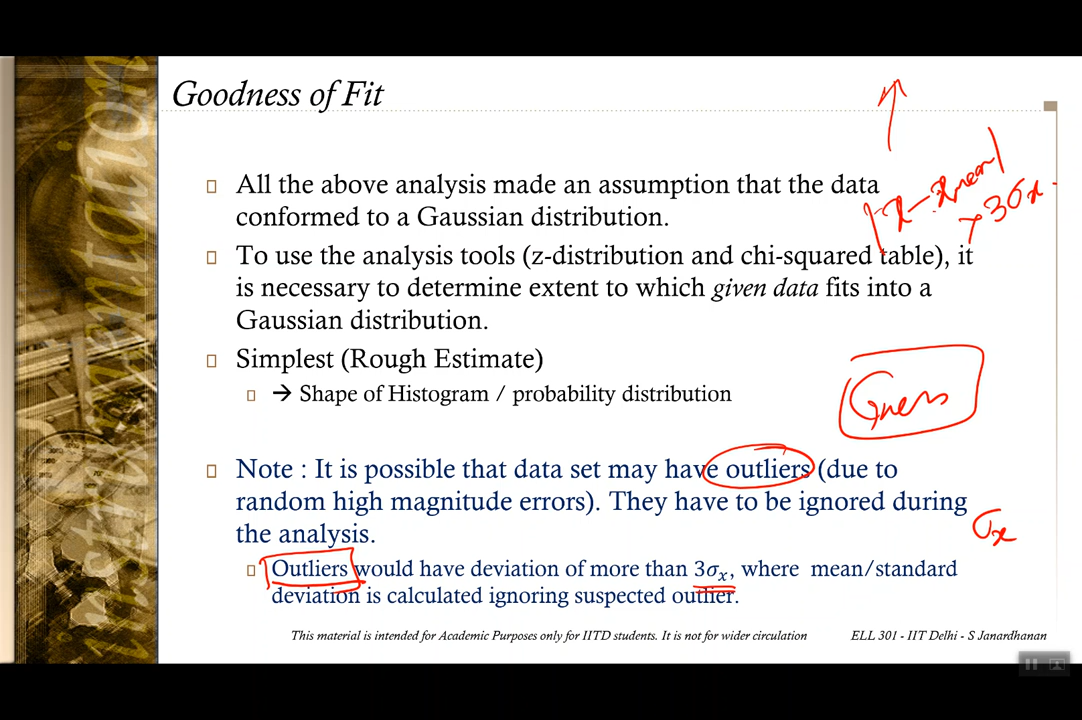 Goodness of Fit
All the above analysis made an assumption that the data
conformed to a Gaussian distribution.
|x - xmean|
> 3σx
To use the analysis tools (z-distribution and chi-squared table), it
is necessary to determine extent to which given data fits into a
Gaussian distribution.
Simplest (Rough Estimate)
→ Shape of Histogram / probability distribution
Guess
Note : It is possible that data set may have outliers (due to
random high magnitude errors). They have to be ignored during
the analysis.
σx
Outliers would have deviation of more than 3σₓ, where mean/standard
deviation is calculated ignoring suspected outlier.
This material is intended for Academic Purposes only for IITD students. It is not for wider circulation
ELL 301 - IIT Delhi - S Janardhanan